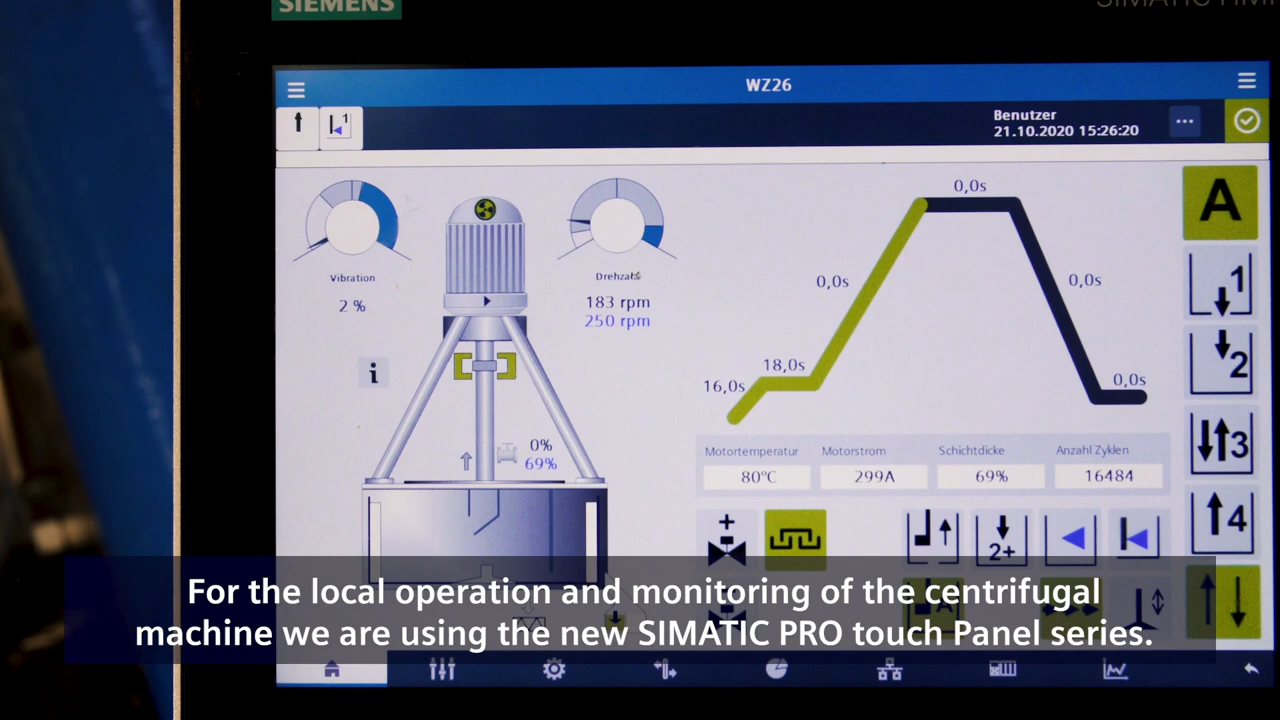 SIEMENS
SIMATIC HMI
WZ26
1
Benutzer
21.10.2020 15:26:20
Vibration
2 %
Drehzahl
183 rpm
250 rpm
i
0%
69%
0,0s
0,0s
0,0s
18,0s
16,0s
0,0s
Motortemperatur
80°C
Motorstrom
299A
Schichtdicke
69%
Anzahl Zyklen
16484
A
1
2
3
4
+
2+
A
For the local operation and monitoring of the centrifugal
machine we are using the new SIMATIC PRO touch Panel series.